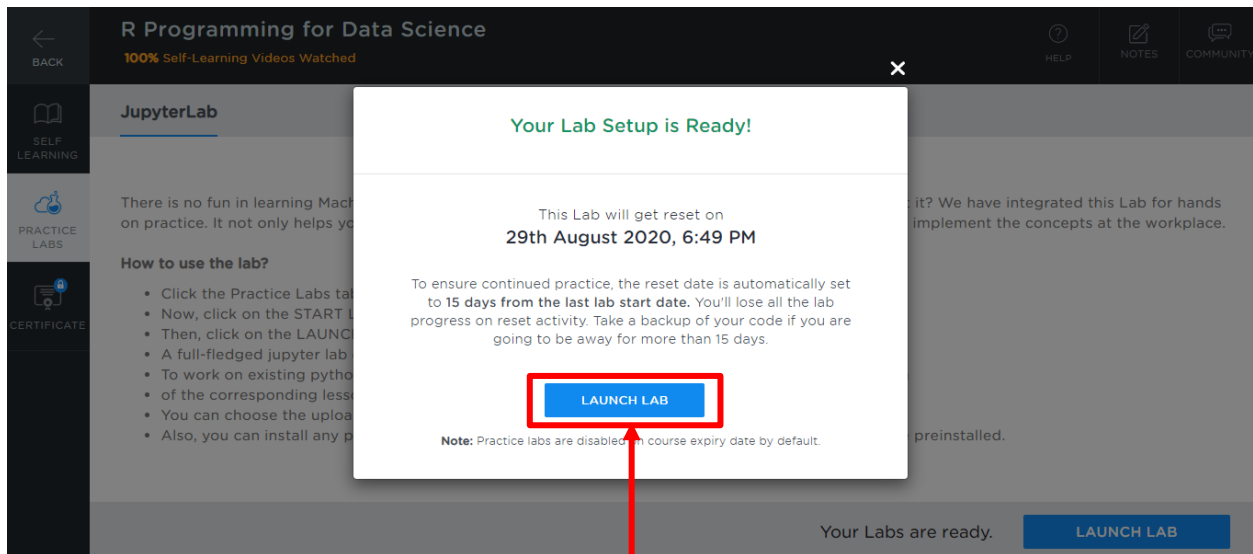 BACK
R Programming for Data Science
100% Self-Learning Videos Watched
HELP
NOTES
COMMUNITY
SELF
LEARNING
PRACTICE
LABS
CERTIFICATE
JupyterLab
There is no fun in learning
it? We have integrated this Lab for hands
on practice. It not only helps
implement the concepts at the workplace.
How to use the lab?
• Click the Practice Labs
• Now, click on the START
• Then, click on the
• A full-fledged jupyter lab
• To work on existing
• of the corresponding
• You can choose the
• Also, you can install any
preinstalled.
Your Lab Setup is Ready!
This Lab will get reset on
29th August 2020, 6:49 PM
To ensure continued practice, the reset date is automatically set
to 15 days from the last lab start date. You'll lose all the lab
progress on reset activity. Take a backup of your code if you are
going to be away for more than 15 days.
LAUNCH LAB
Note: Practice labs are disabled on course expiry date by default.
Your Labs are ready.
LAUNCH LAB